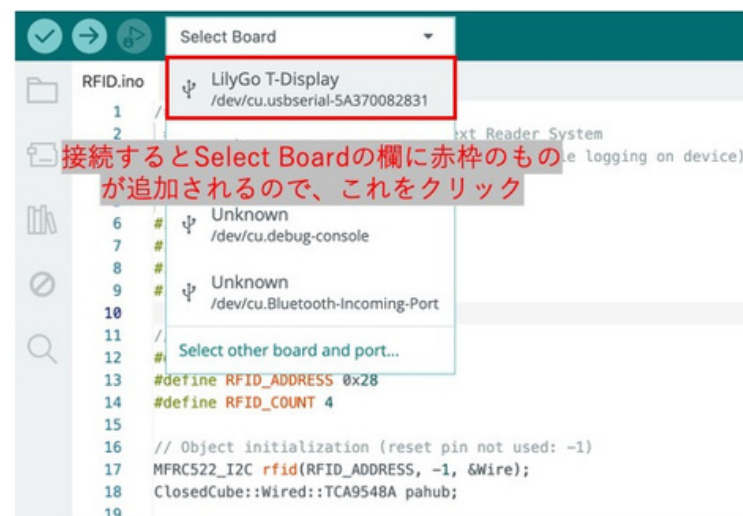 Select Board
RFID.ino
LilyGo T-Display
/dev/cu.usbserial-5A370082831
1 /
2 ext Reader System
le logging on device)
接続するとSelect Boardの欄に赤枠のもの
が追加されるので、これをクリック
Unknown
/dev/cu.debug-console
6 #
7 #
8 #
9 #
Unknown
/dev/cu.Bluetooth-Incoming-Port
10
11 /
12 #
Select other board and port...
13 #define RFID_ADDRESS 0x28
14 #define RFID_COUNT 4
15
16 // Object initialization (reset pin not used: -1)
17 MFRC522_I2C rfid(RFID_ADDRESS, -1, &Wire);
18 ClosedCube::Wired::TCA9548A pahub;
19